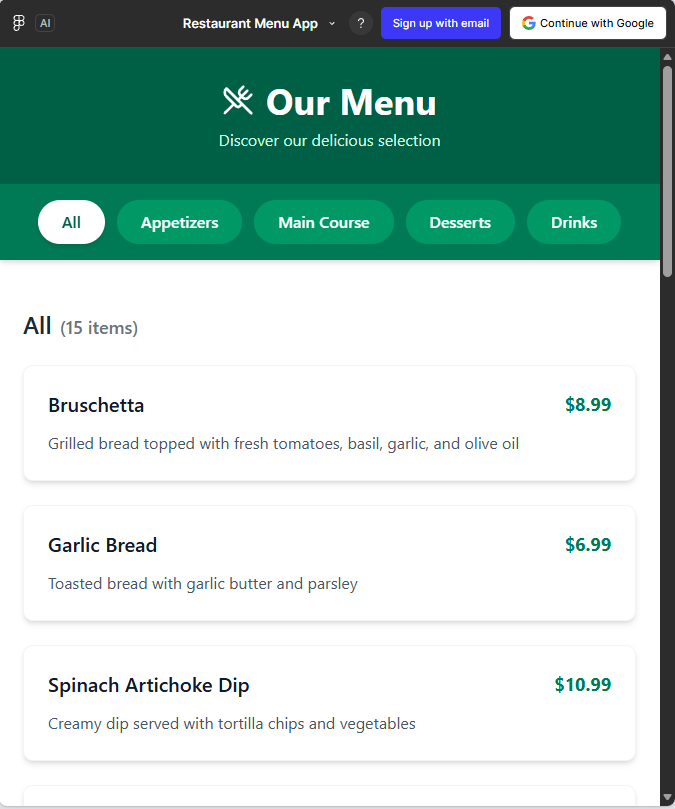 AI
Restaurant Menu App
?
Sign up with email
Continue with Google
Our Menu
Discover our delicious selection
All
Appetizers
Main Course
Desserts
Drinks
All (15 items)
Bruschetta
$8.99
Grilled bread topped with fresh tomatoes, basil, garlic, and olive oil
Garlic Bread
$6.99
Toasted bread with garlic butter and parsley
Spinach Artichoke Dip
$10.99
Creamy dip served with tortilla chips and vegetables